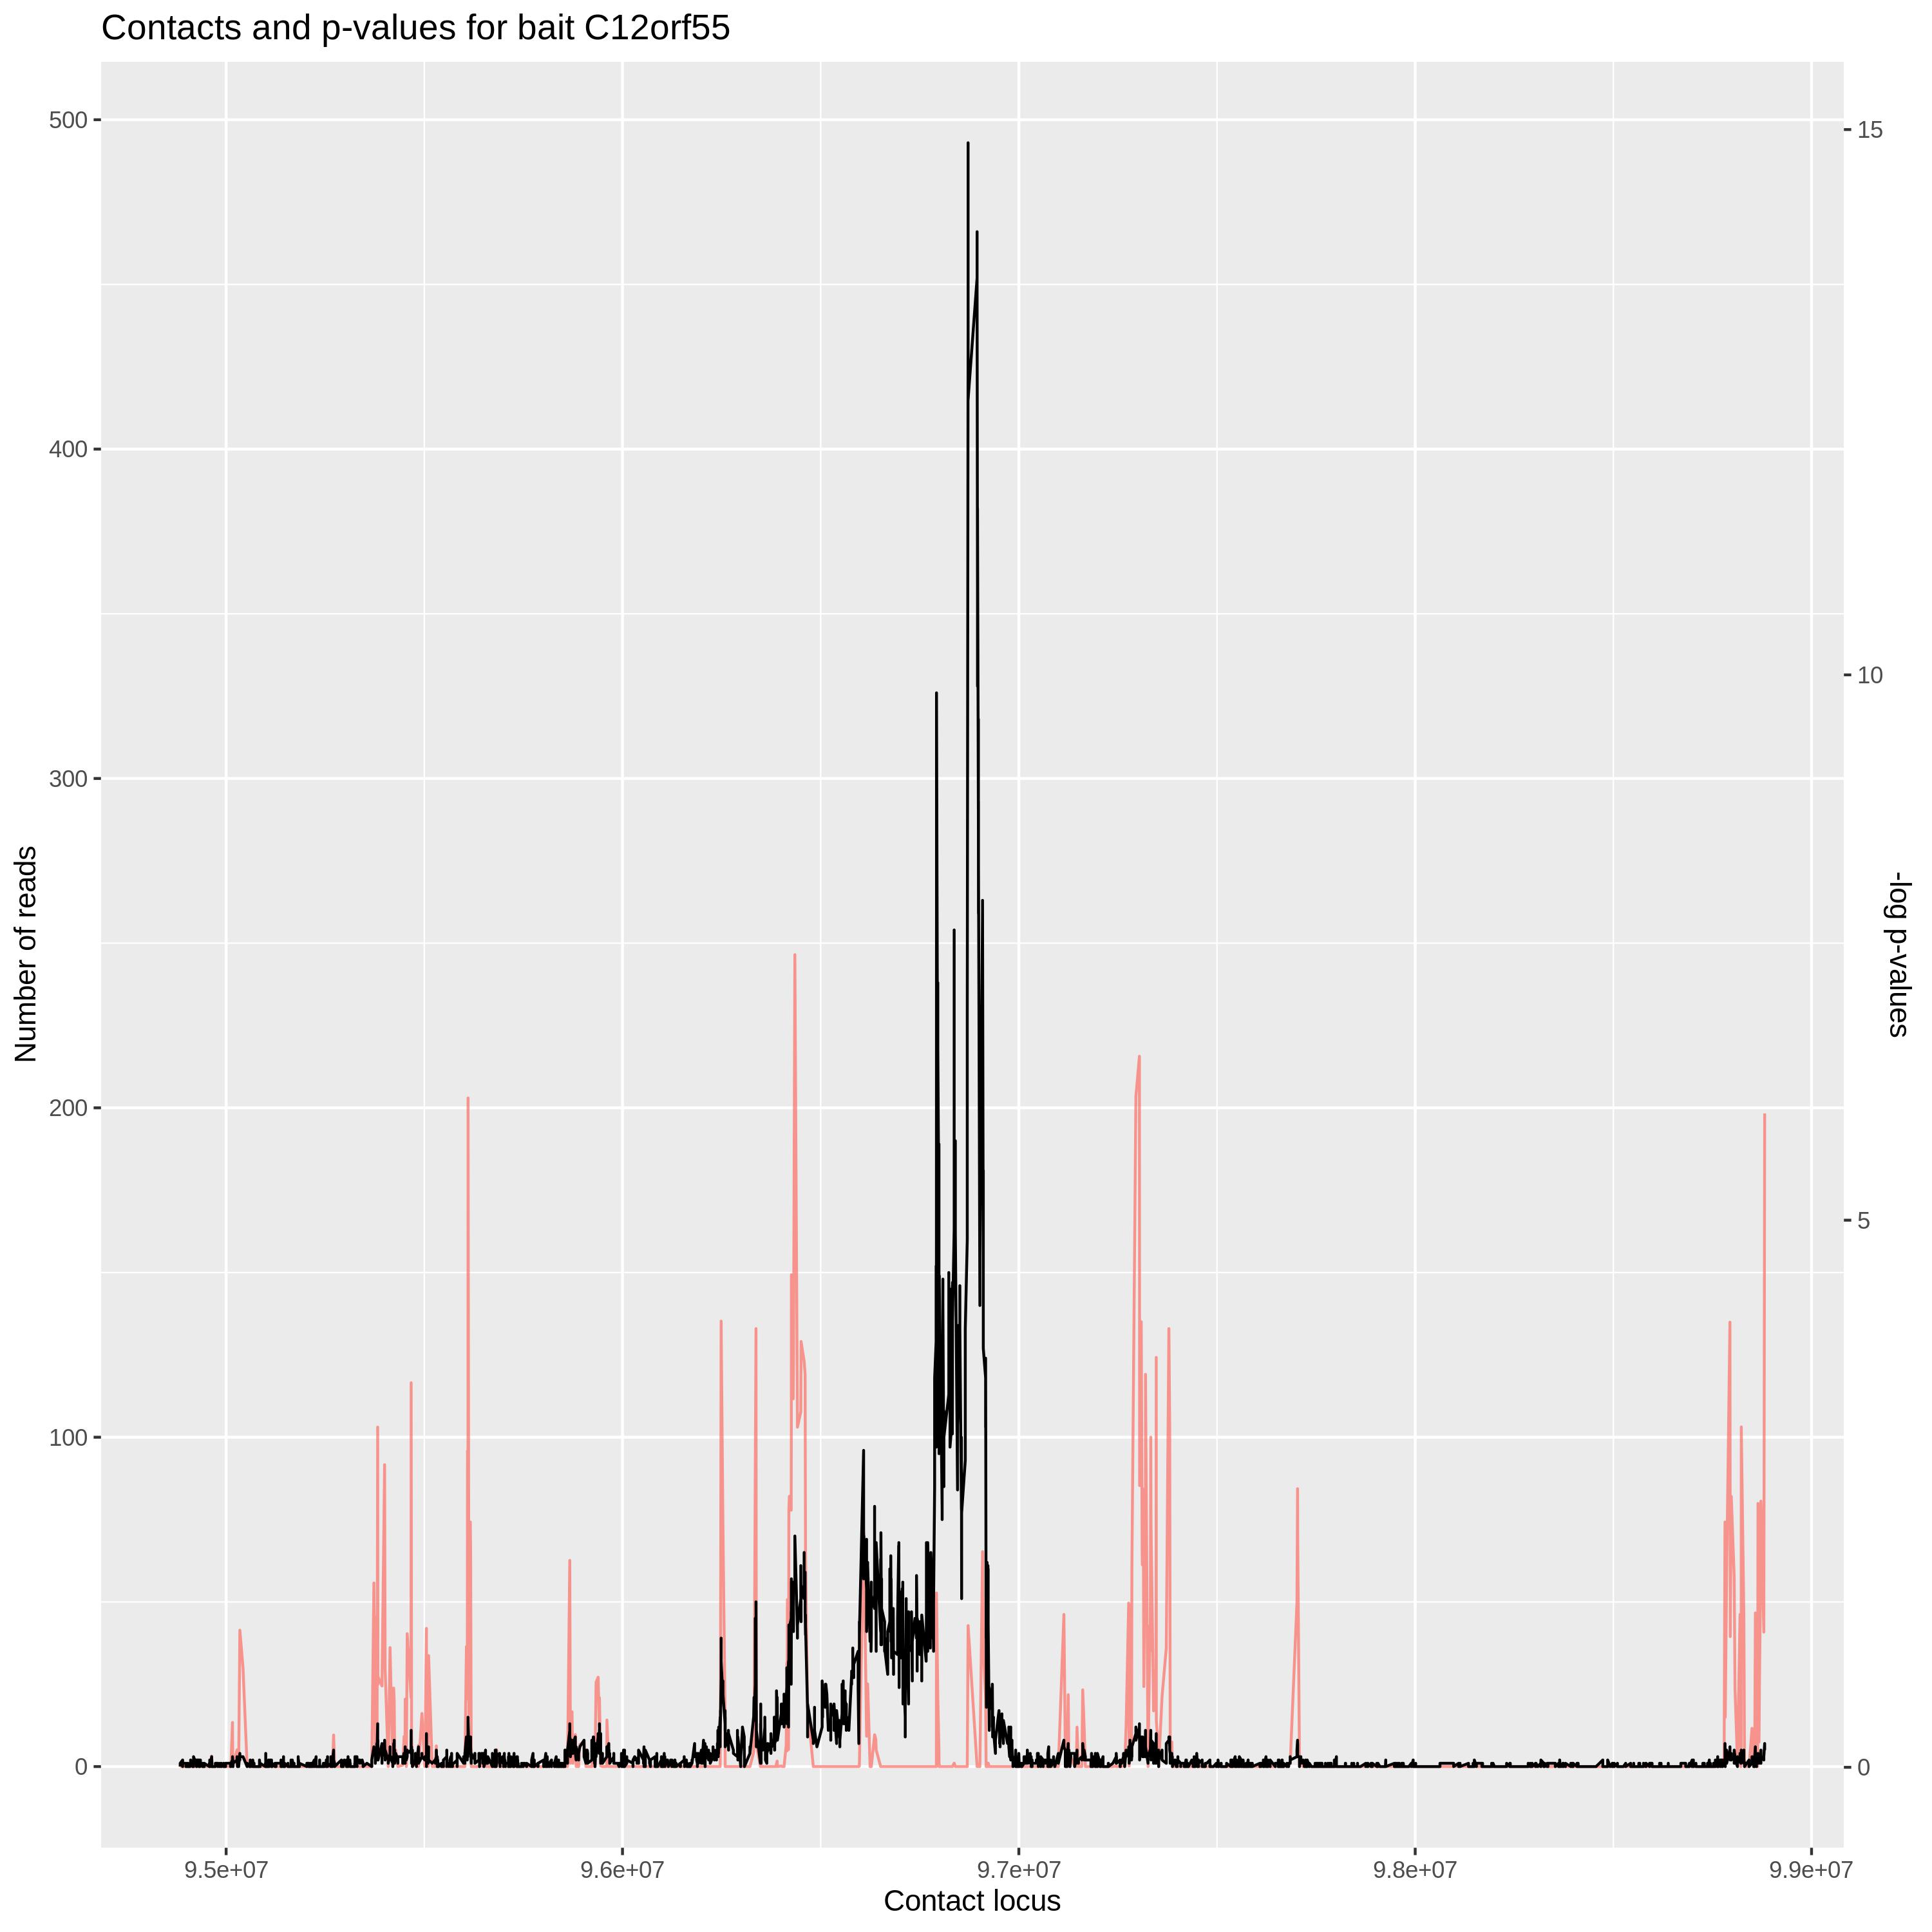 Contacts and p-values for bait C12orf55
500
400
300
200
100
0
Number of reads
15
10
5
0
-log p-values
9.5e+07
9.6e+07
9.7e+07
9.8e+07
9.9e+07
Contact locus